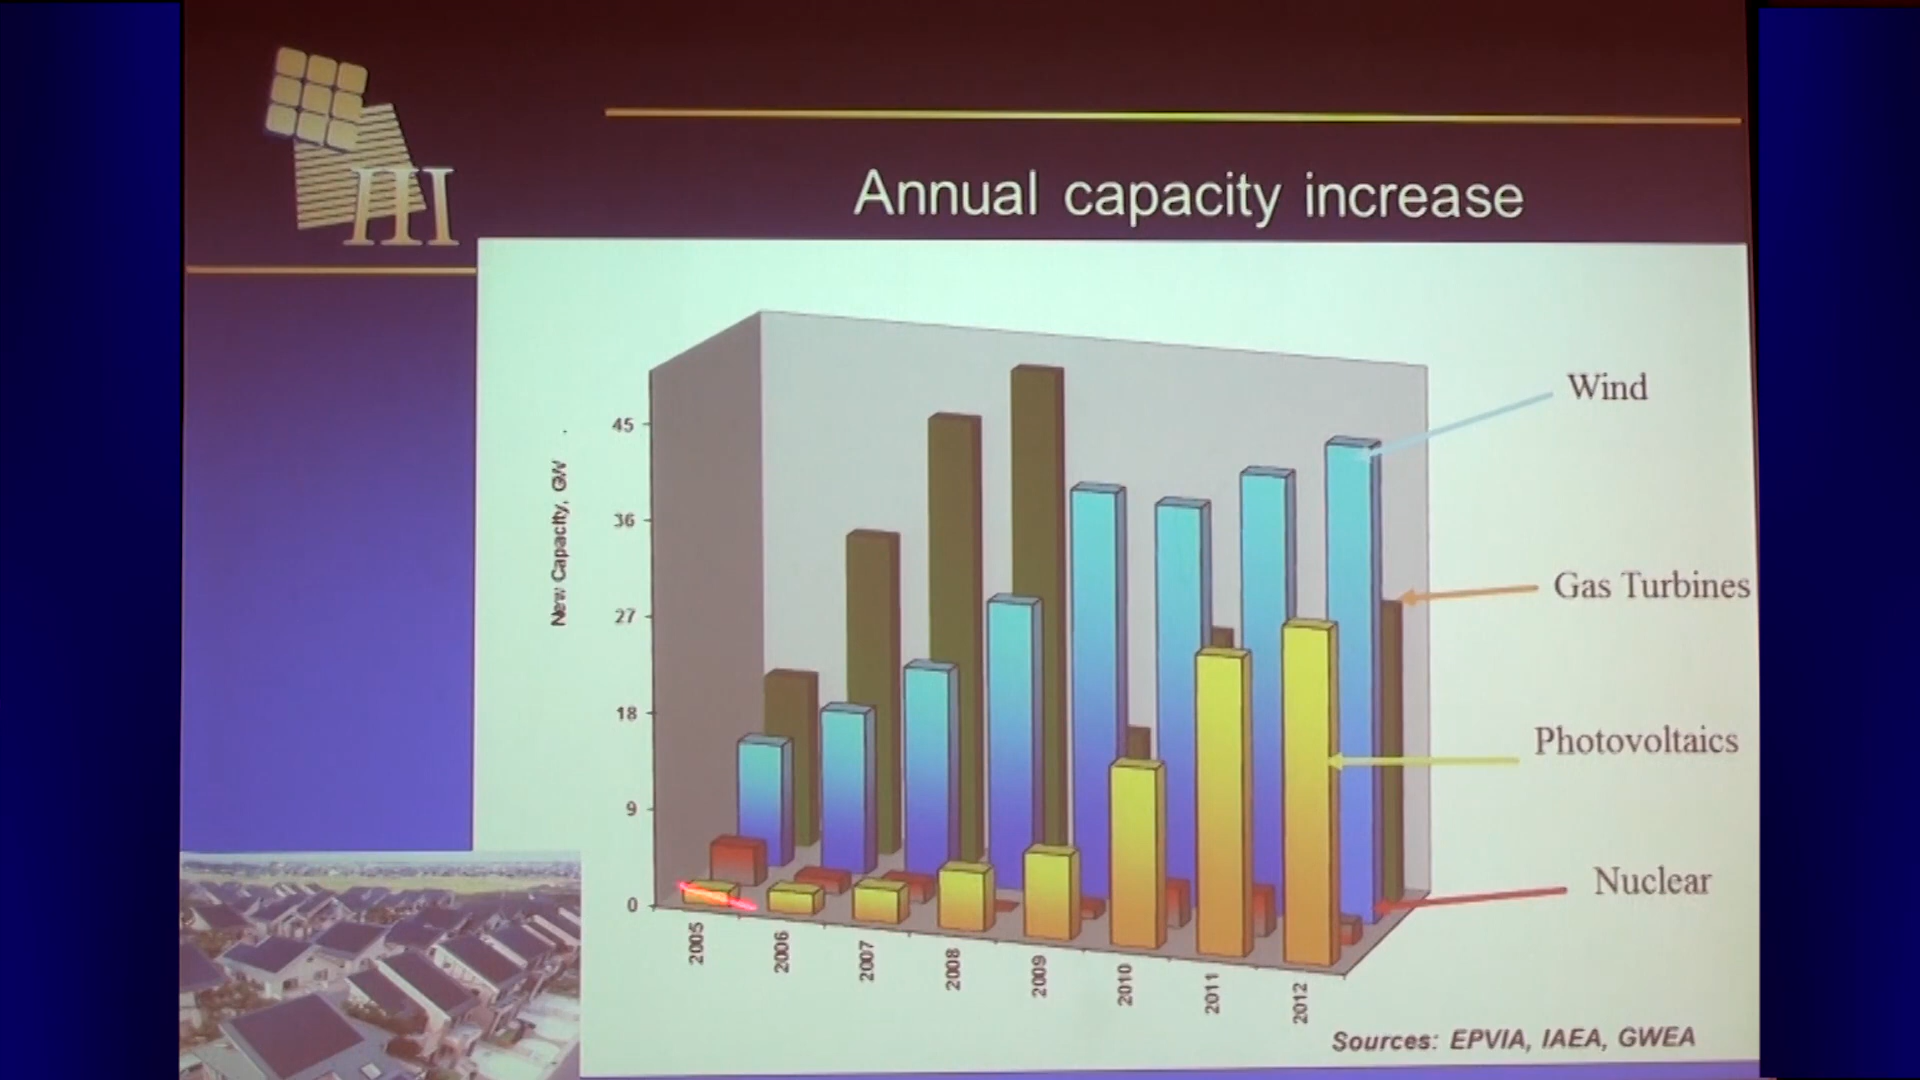 III
Annual capacity increase
New Capacity, GW
45
36
27
18
9
0
2005
2006
2007
2008
2009
2010
2011
2012
Wind
Gas Turbines
Photovoltaics
Nuclear
Sources: EPVIA, IAEA, GWEA